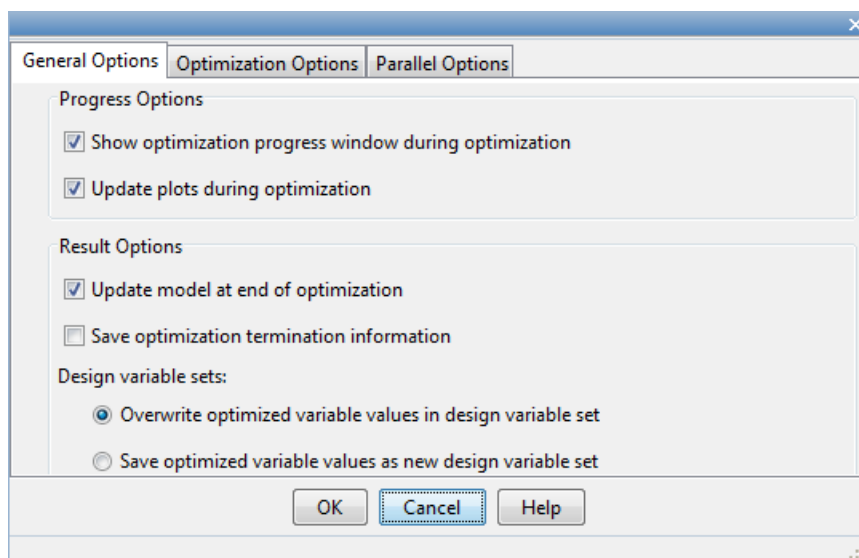 General Options Optimization Options Parallel Options
Progress Options
Show optimization progress window during optimization
Update plots during optimization
Result Options
Update model at end of optimization
Save optimization termination information
Design variable sets:
Overwrite optimized variable values in design variable set
Save optimized variable values as new design variable set
OK Cancel Help